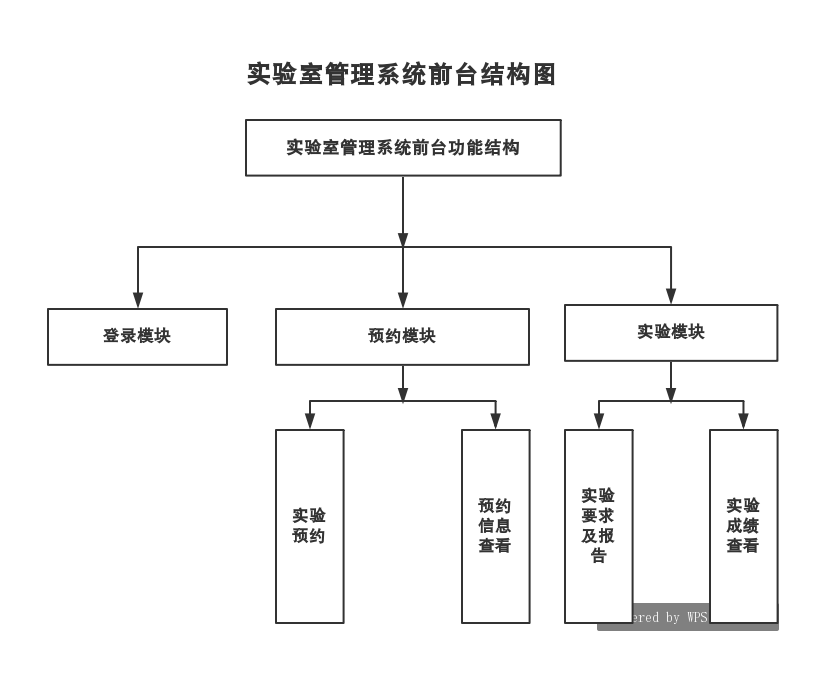 实验室管理系统前台结构图
实验室管理系统前台功能结构
登录模块
预约模块
实验模块
实验
预约
预约
信息
查看
实验
要求
及报
告
实验
成绩
查看
ered by WPS